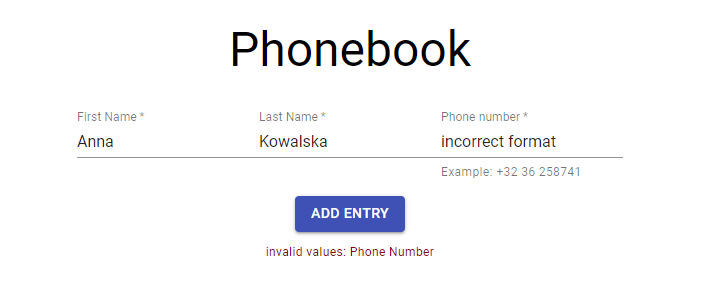 Phonebook
First Name * Last Name * Phone number *
Anna Kowalska incorrect format
Example: +32 36 258741
ADD ENTRY
invalid values: Phone Number